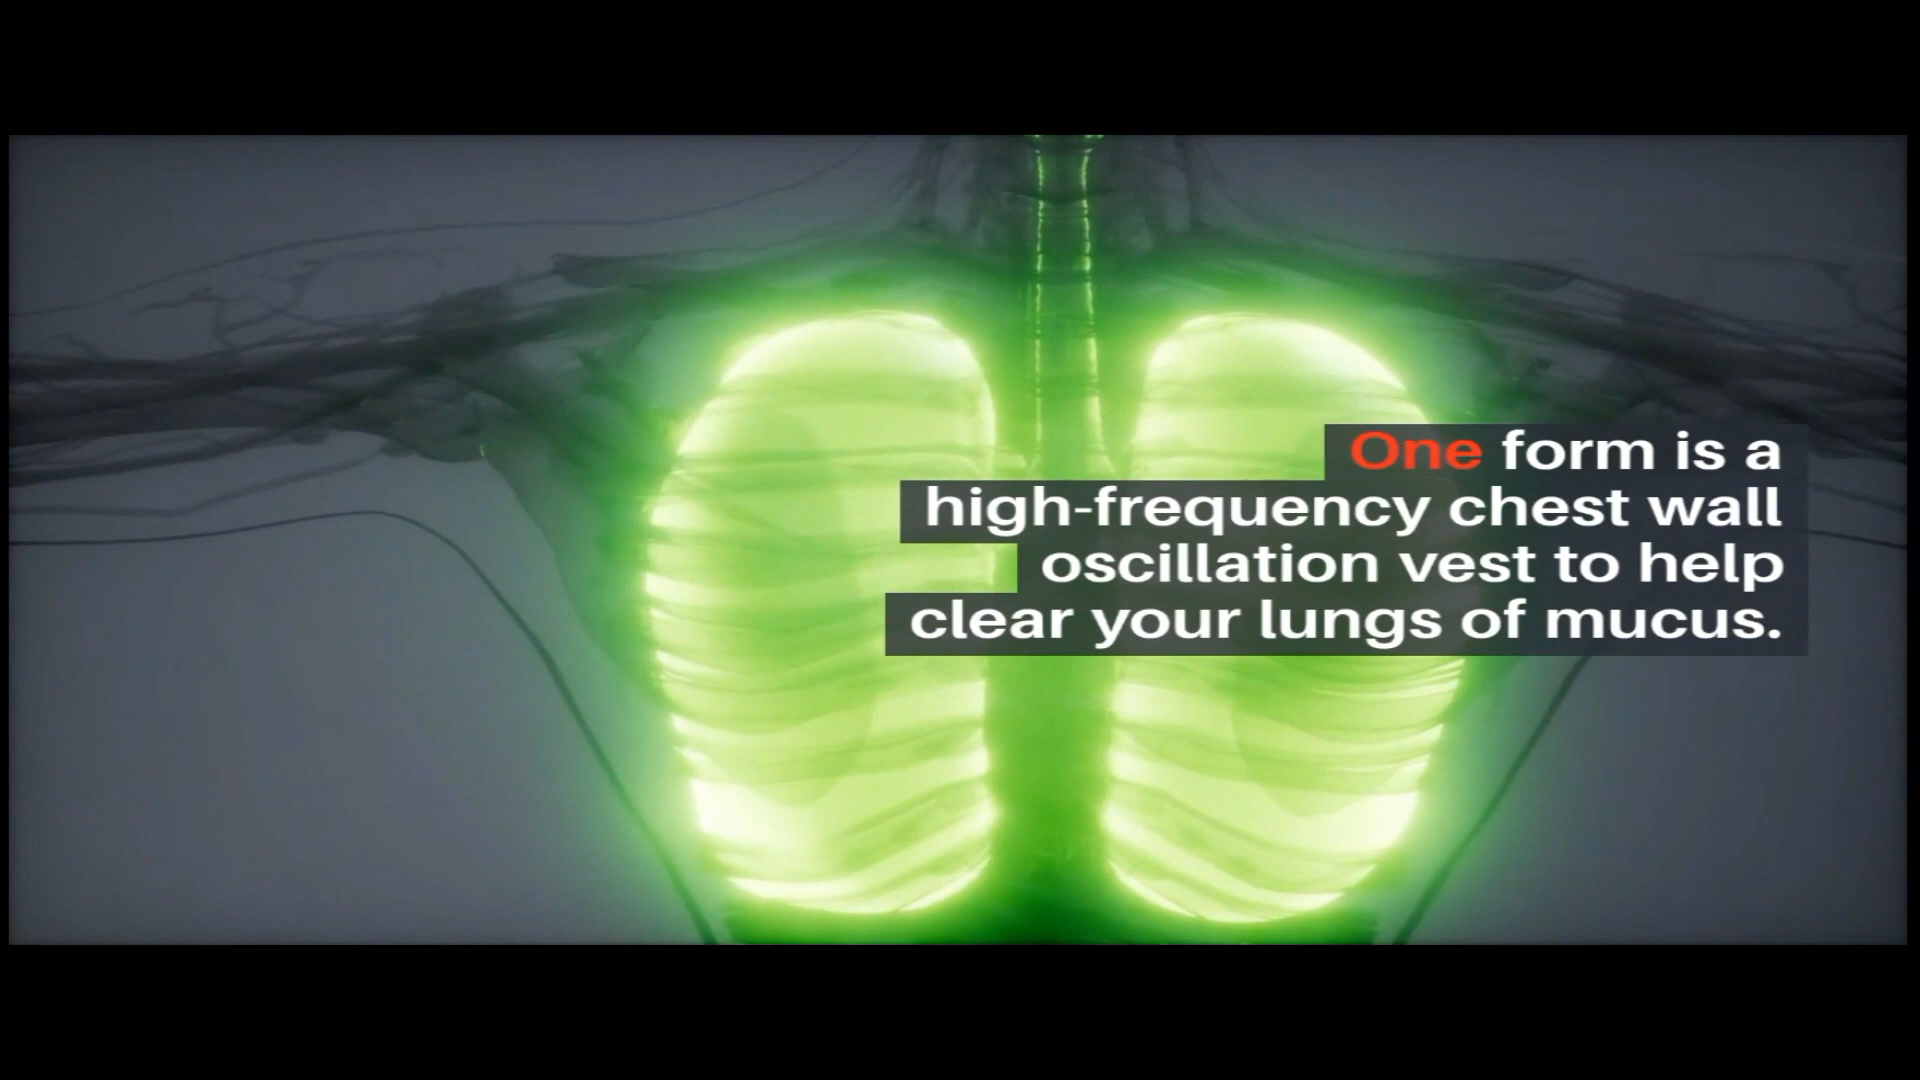 One form is a
high-frequency chest wall
oscillation vest to help
clear your lungs of mucus.